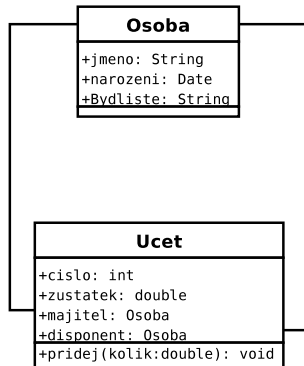 Osoba
+jmeno: String
+narozeni: Date
+Bydliste: String
Ucet
+cislo: int
+zustatek: double
+majitel: Osoba
+disponent: Osoba
+pridej(kolik:double): void